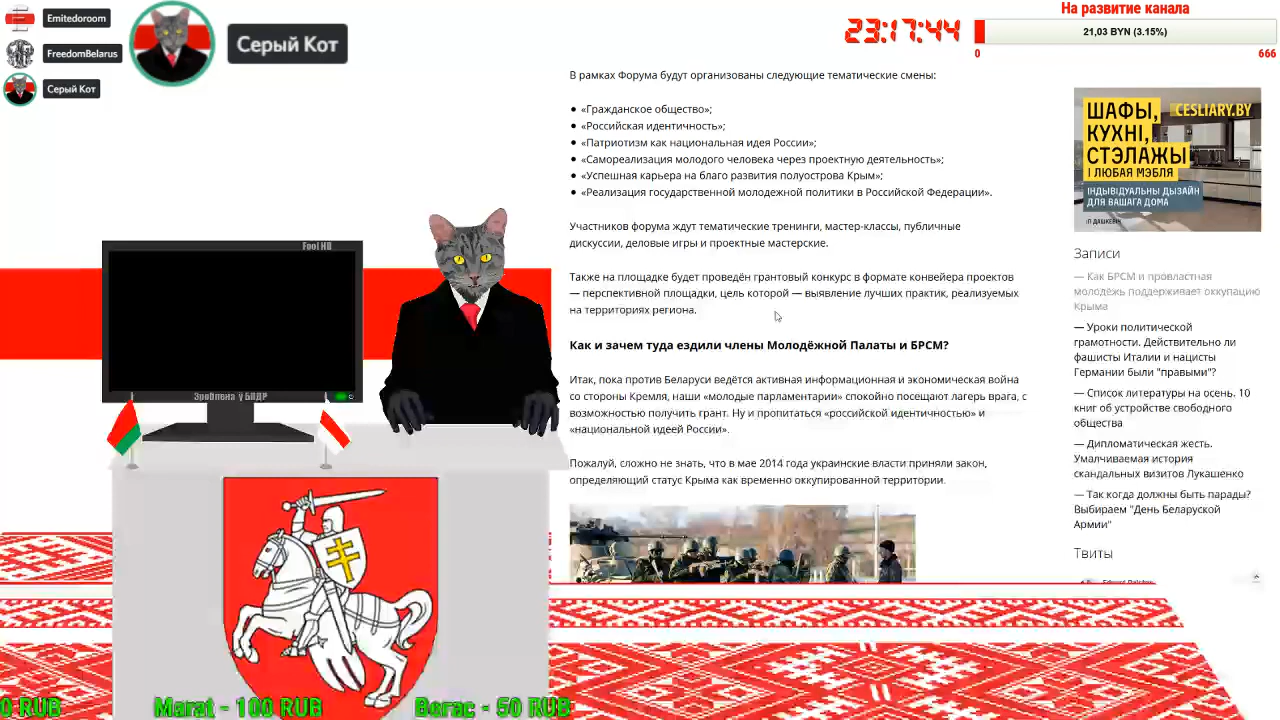 Emitedoroom
FreedomBelarus
Серый Кот
Серый Кот
23:17:44
На развитие канала
21,03 BYN (3.15%)
0
666
В рамках Форума будут организованы следующие тематические смены:
● «Гражданское общество»;
● «Российская идентичность»;
● «Патриотизм как национальная идея России»;
● «Самореализация молодого человека через проектную деятельность»;
● «Успешная карьера на благо развития полуострова Крым»;
● «Реализация государственной молодежной политики в Российской Федерации».
Участников форума ждут тематические тренинги, мастер-классы, публичные
дискуссии, деловые игры и проектные мастерские.
Также на площадке будет проведён грантовый конкурс в формате конвейера проектов
— перспективной площадки, цель которой — выявление лучших практик, реализуемых
на территориях региона.
Как и зачем туда ездили члены Молодёжной Палаты и БРСМ?
Итак, пока против Беларуси ведётся активная информационная и экономическая война
со стороны Кремля, наши «молодые парламентарии» спокойно посещают лагерь врага, с
возможностью получить грант. Ну и пропитаться «российской идентичностью» и
«национальной идеей России».
Пожалуй, сложно не знать, что в мае 2014 года украинские власти приняли закон,
определяющий статус Крыма как временно оккупированной территории.
ШАФЫ,
КУХНІ,
СТЭЛАЖЫ
І ЛЮБАЯ МЭБЛЯ
CESLIARY.BY
ІНДЫВІДУАЛЬНЫ ДЫЗАЙН
ДЛЯ ВАШАГА ДОМА
ІП ДАШКЕВІЧ
Записи
— Как БРСМ и провластная
молодёжь поддерживает оккупацию
Крыма
— Уроки политической
грамотности. Действительно ли
фашисты Италии и нацисты
Германии были "правыми"?
— Список литературы на осень. 10
книг об устройстве свободного
общества
— Дипломатическая жесть.
Умалчиваемая история
скандальных визитов Лукашенко
— Так когда должны быть парады?
Выбираем "День Беларуской
Армии"
Твиты
Fool HD
Зроблена ў БНДР
0 RUB
Marat - 100 RUB
Borac - 50 RUB